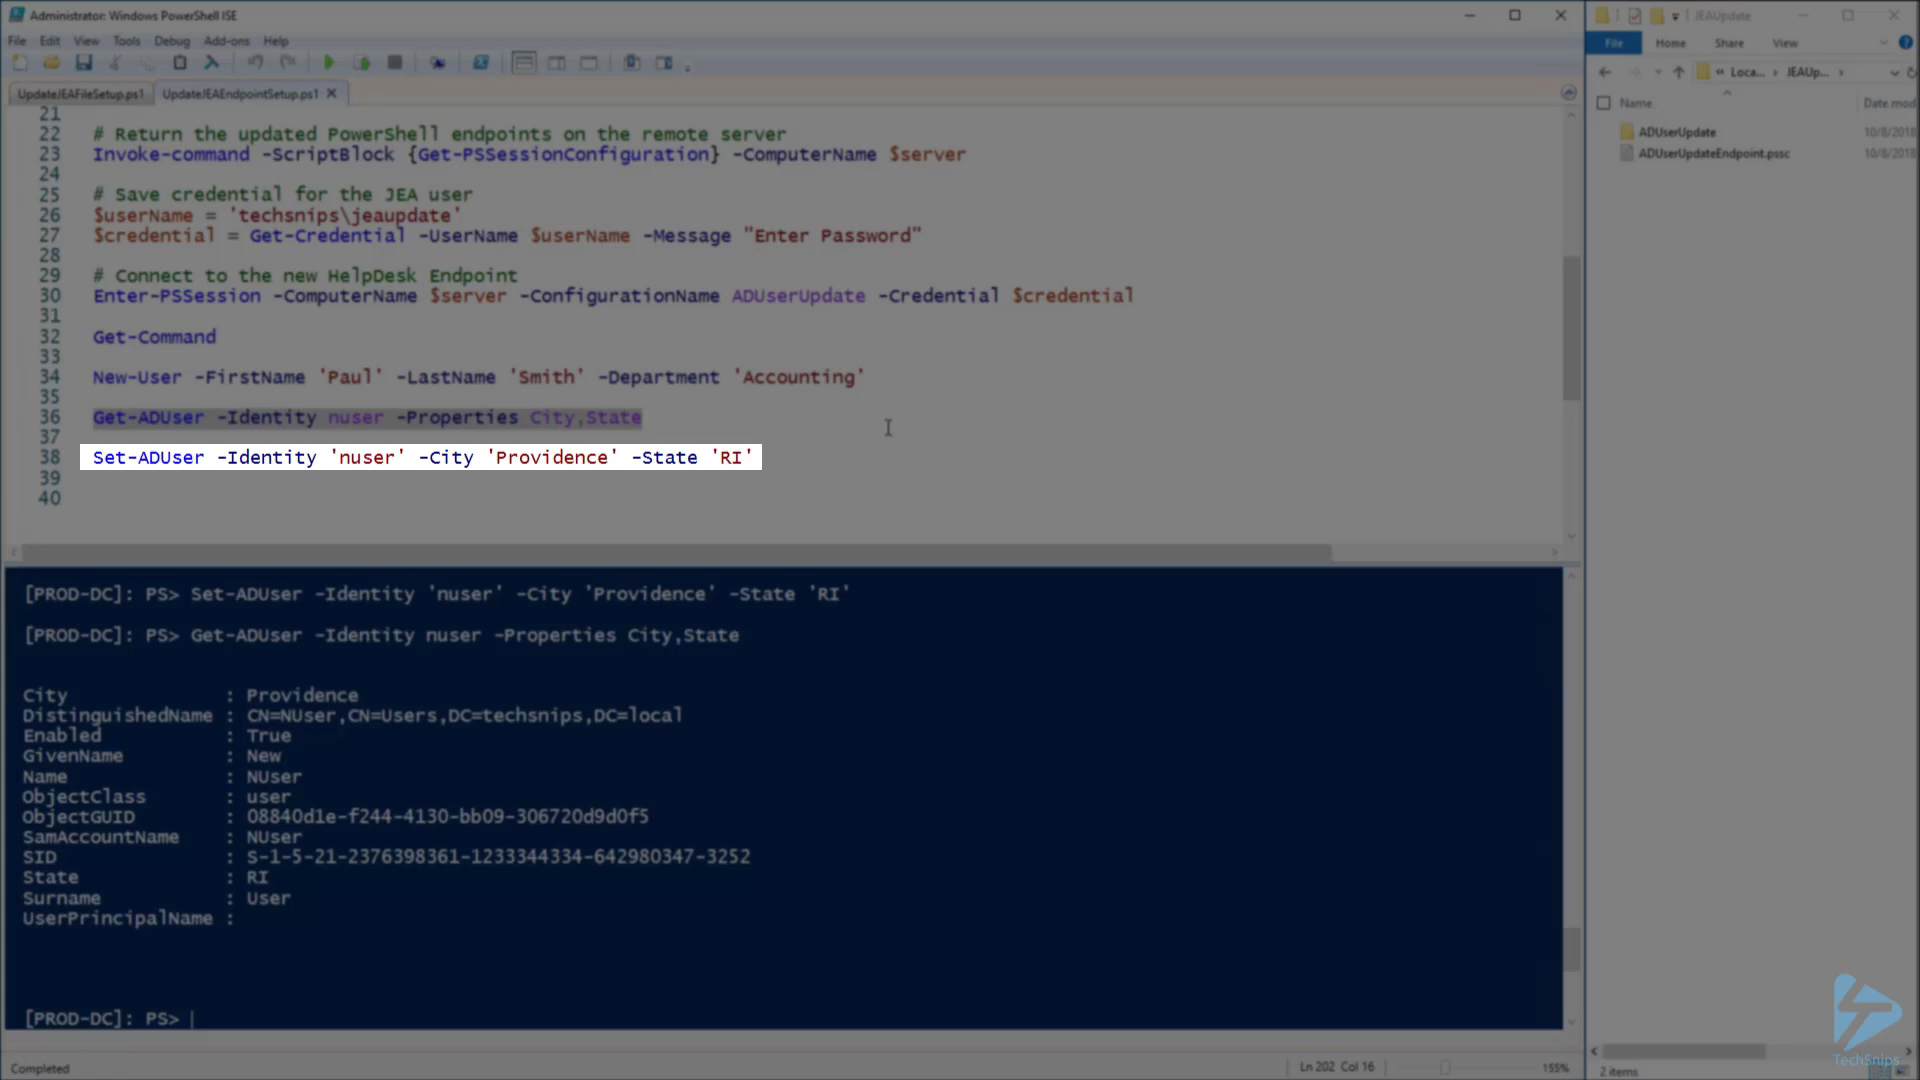 Administrator: Windows PowerShell ISE
File Edit View Tools Debug Add-ons Help
UpdateJEAFileSetup.ps1 UpdateJEAEndpointSetup.ps1
21
22 # Return the updated PowerShell endpoints on the remote server
23 Invoke-command -ScriptBlock {Get-PSSessionConfiguration} -ComputerName $server
24
25 # Save credential for the JEA user
26 $userName = 'techsnips\jeaupdate'
27 $credential = Get-Credential -UserName $userName -Message "Enter Password"
28
29 # Connect to the new HelpDesk Endpoint
30 Enter-PSSession -ComputerName $server -ConfigurationName ADUserUpdate -Credential $credential
31
32 Get-Command
33
34 New-User -FirstName 'Paul' -LastName 'Smith' -Department 'Accounting'
35
36 Get-ADUser -Identity nuser -Properties City,State
37
38 Set-ADUser -Identity 'nuser' -City 'Providence' -State 'RI'
39
40
[PROD-DC]: PS> Set-ADUser -Identity 'nuser' -City 'Providence' -State 'RI'
[PROD-DC]: PS> Get-ADUser -Identity nuser -Properties City,State
City : Providence
DistinguishedName : CN=NUser,CN=Users,DC=techsnips,DC=local
Enabled : True
GivenName : New
Name : NUser
ObjectClass : user
ObjectGUID : 08840d1e-f244-4130-bb09-306720d9d0f5
SamAccountName : NUser
SID : S-1-5-21-2376398361-1233344334-642980347-3252
State : RI
Surname : User
UserPrincipalName :
[PROD-DC]: PS>
Completed
Ln 202 Col 16
155%
JEAUpdate
File Home Share View
« Loca... › JEAUp... ›
Name Date mod
ADUserUpdate 10/8/2018
ADUserUpdateEndpoint.pssc 10/8/2018
2 items
TechSnips